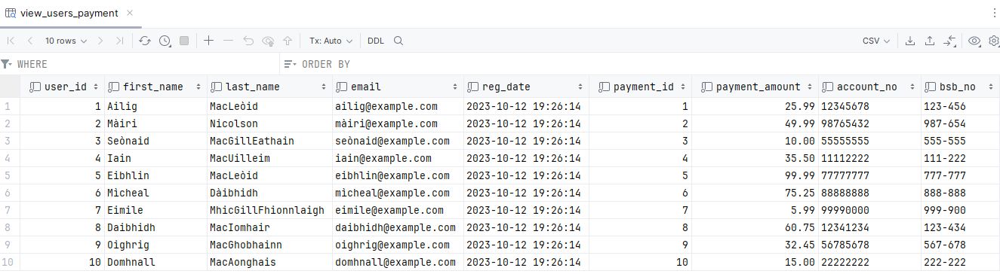 view_users_payment
10 rows Tx: Auto DDL CSV
WHERE ORDER BY
user_id first_name last_name email reg_date payment_id payment_amount account_no bsb_no
1 1 Ailig MacLeòid ailig@example.com 2023-10-12 19:26:14 1 25.99 12345678 123-456
2 2 Màiri Nicolson màiri@example.com 2023-10-12 19:26:14 2 49.99 98765432 987-654
3 3 Seònaid MacGillEathain seònaid@example.com 2023-10-12 19:26:14 3 10.00 55555555 555-555
4 4 Iain MacUilleim iain@example.com 2023-10-12 19:26:14 4 35.50 11112222 111-222
5 5 Eibhlin MacLeòid eibhlin@example.com 2023-10-12 19:26:14 5 99.99 77777777 777-777
6 6 Mìcheal Dàibhidh mìcheal@example.com 2023-10-12 19:26:14 6 75.25 88888888 888-888
7 7 Eimile MhicGillFhionnlaigh eimile@example.com 2023-10-12 19:26:14 7 5.99 99990000 999-900
8 8 Daibhidh MacIomhair daibhidh@example.com 2023-10-12 19:26:14 8 60.75 12341234 123-434
9 9 Oighrig MacGhobhainn oighrig@example.com 2023-10-12 19:26:14 9 32.45 56785678 567-678
10 10 Domhnall MacAonghais domhnall@example.com 2023-10-12 19:26:14 10 15.00 22222222 222-222